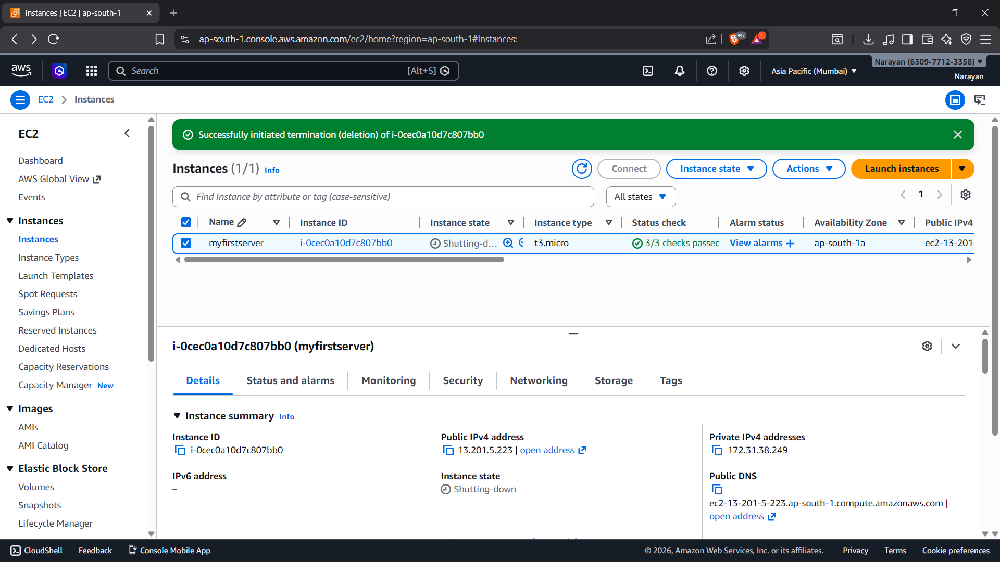 Instances | EC2 | ap-south-1
ap-south-1.console.aws.amazon.com/ec2/home?region=ap-south-1#Instances:
99+
1
aws
Search
[Alt+S]
Asia Pacific (Mumbai)
Narayan (6309-7712-3358)
Narayan
EC2
Instances
EC2
Dashboard
AWS Global View
Events
Instances
Instances
Instance Types
Launch Templates
Spot Requests
Savings Plans
Reserved Instances
Dedicated Hosts
Capacity Reservations
Capacity Manager New
Images
AMIs
AMI Catalog
Elastic Block Store
Volumes
Snapshots
Lifecycle Manager
Successfully initiated termination (deletion) of i-0cec0a10d7c807bb0
Instances (1/1) Info
Connect
Instance state
Actions
Launch instances
Find Instance by attribute or tag (case-sensitive)
All states
1
Name
Instance ID
Instance state
Instance type
Status check
Alarm status
Availability Zone
Public IPv4
myfirstserver
i-0cec0a10d7c807bb0
Shutting-d...
t3.micro
3/3 checks passec
View alarms +
ap-south-1a
ec2-13-201-
i-0cec0a10d7c807bb0 (myfirstserver)
Details
Status and alarms
Monitoring
Security
Networking
Storage
Tags
Instance summary Info
Instance ID
i-0cec0a10d7c807bb0
Public IPv4 address
13.201.5.223 | open address
Private IPv4 addresses
172.31.38.249
IPv6 address
–
Instance state
Shutting-down
Public DNS
ec2-13-201-5-223.ap-south-1.compute.amazonaws.com |
open address
CloudShell
Feedback
Console Mobile App
© 2026, Amazon Web Services, Inc. or its affiliates.
Privacy
Terms
Cookie preferences